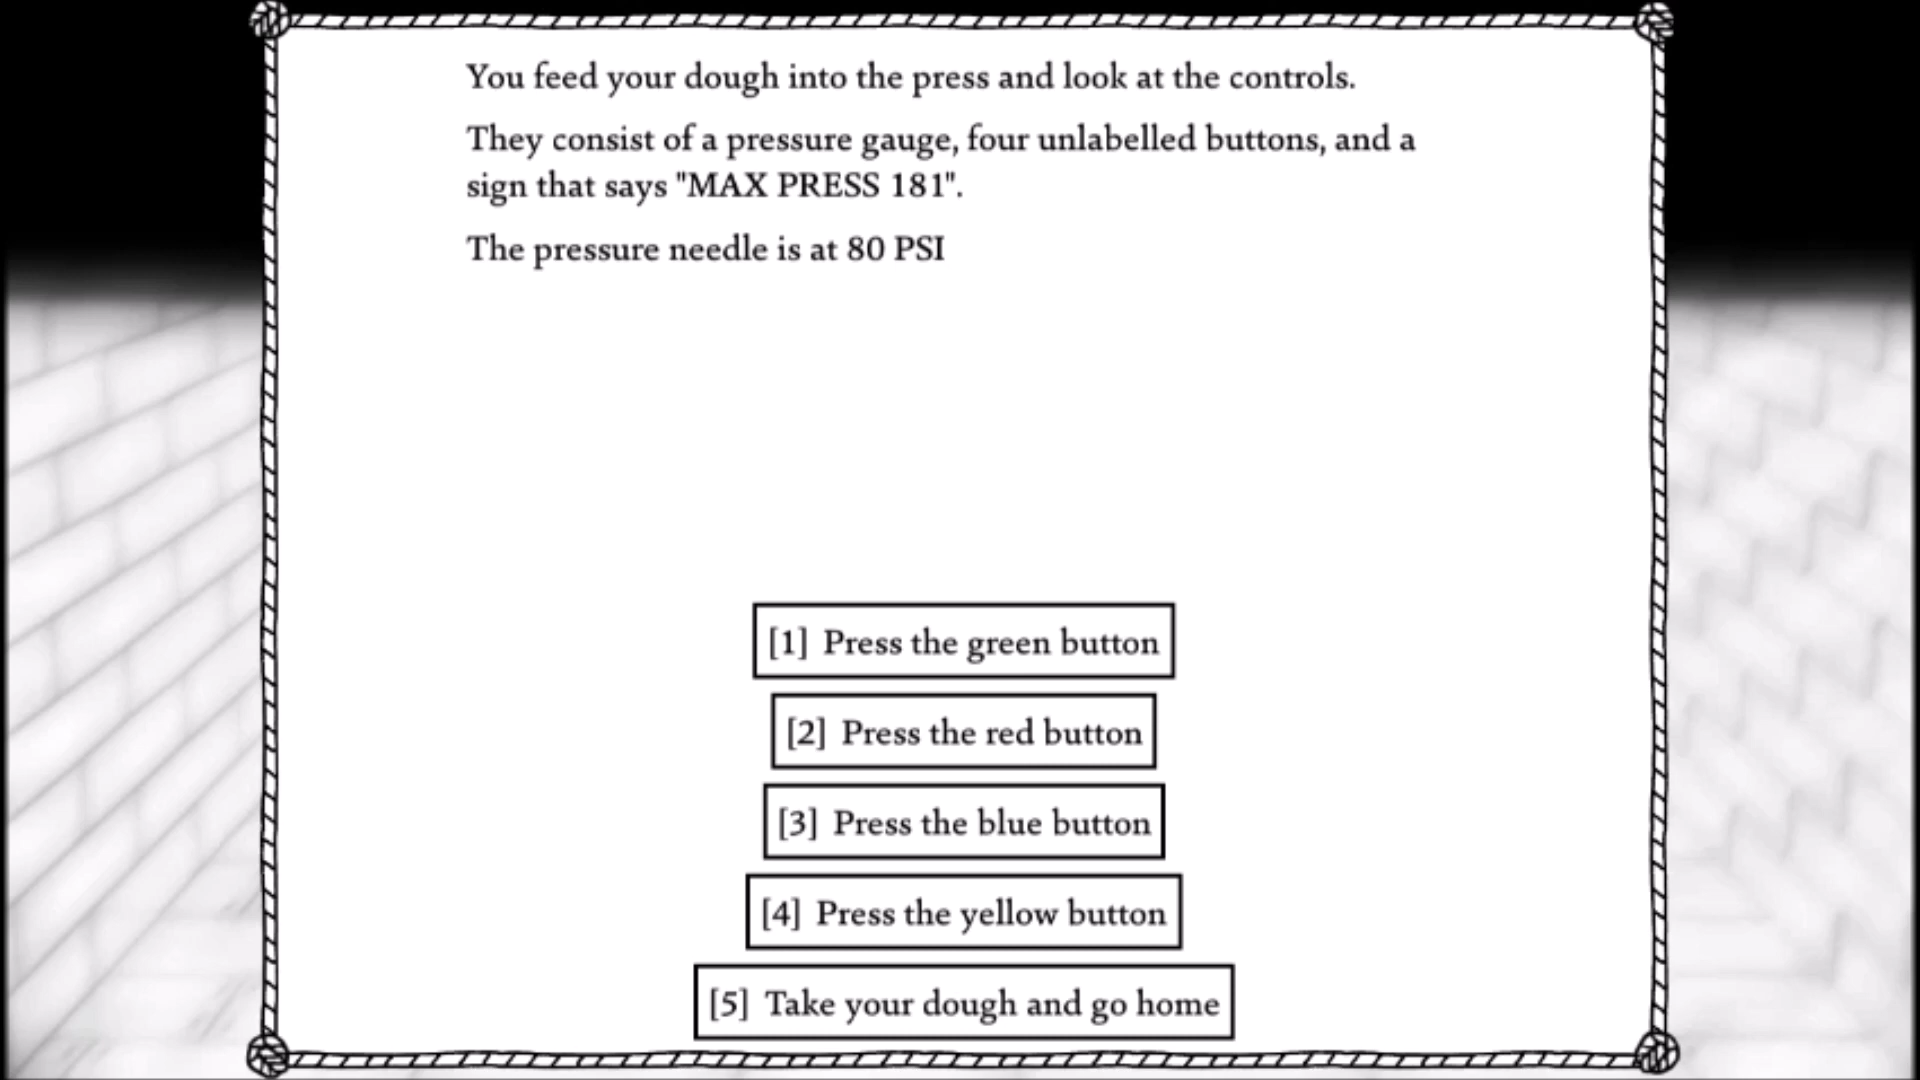 You feed your dough into the press and look at the controls.
They consist of a pressure gauge, four unlabelled buttons, and a
sign that says "MAX PRESS 181".
The pressure needle is at 80 PSI
[1] Press the green button
[2] Press the red button
[3] Press the blue button
[4] Press the yellow button
[5] Take your dough and go home